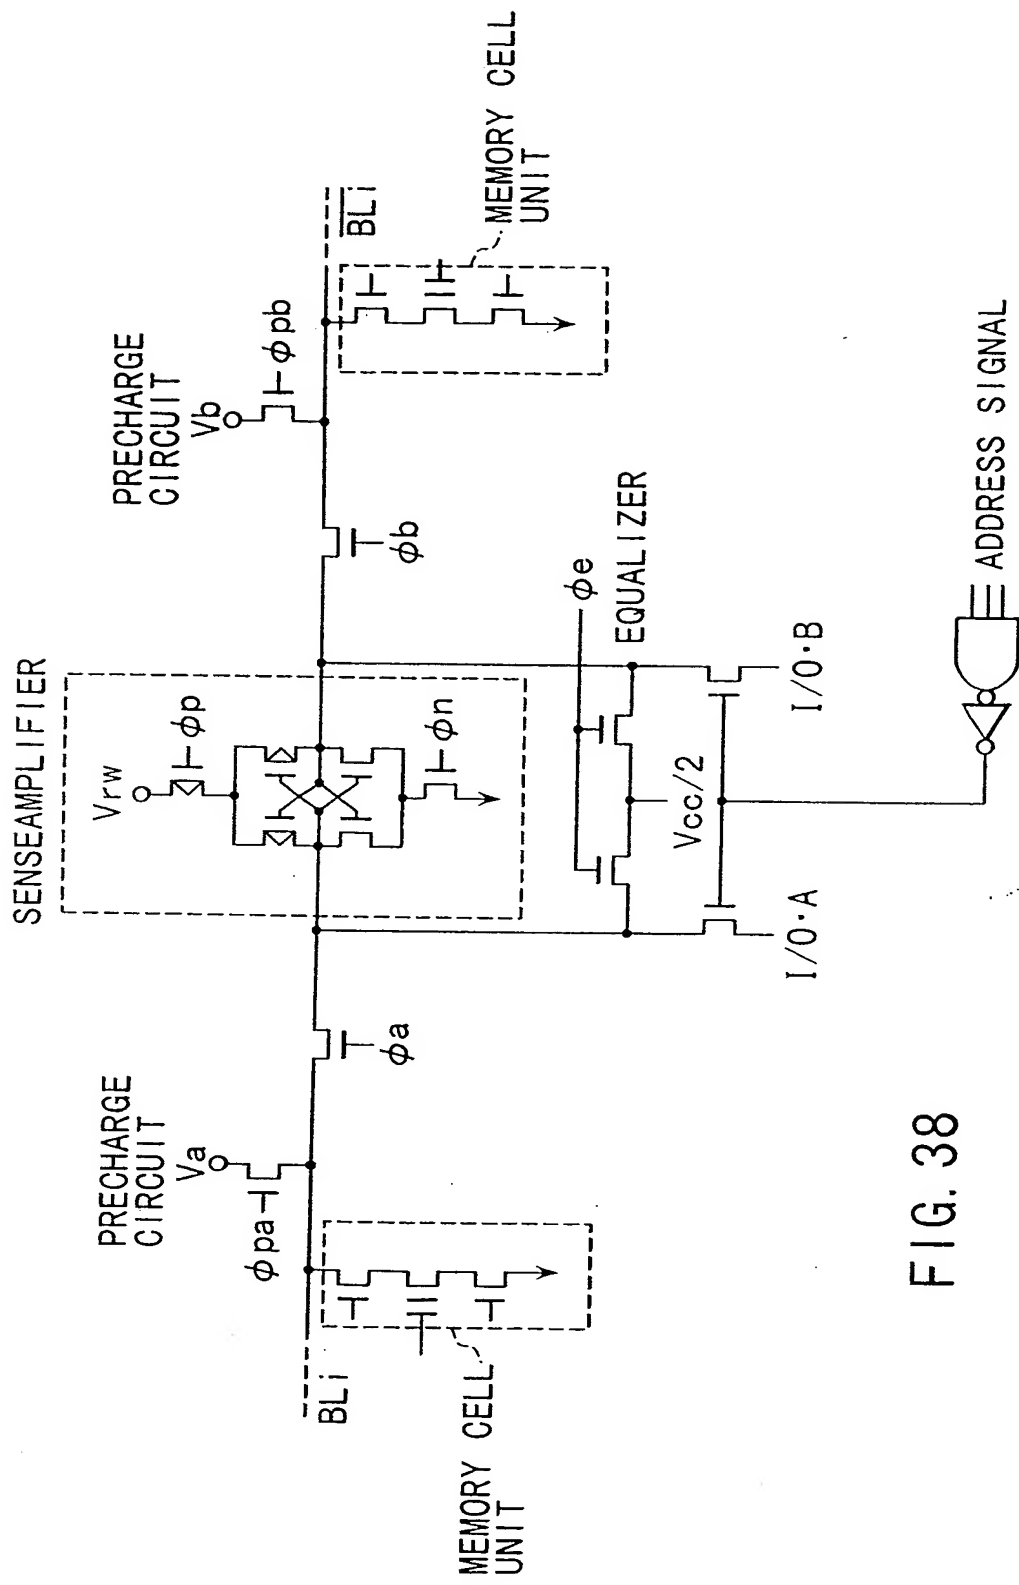 SENSEAMPLIFIER
PRECHARGE
CIRCUIT
Va
ϕpa
ϕa
Vrw
ϕp
ϕn
PRECHARGE
CIRCUIT
Vb
ϕpb
ϕb
BLi
B̅L̅i̅
MEMORY CELL
UNIT
MEMORY CELL
UNIT
ϕe
EQUALIZER
Vcc/2
I/O·A
I/O·B
ADDRESS SIGNAL
FIG. 38